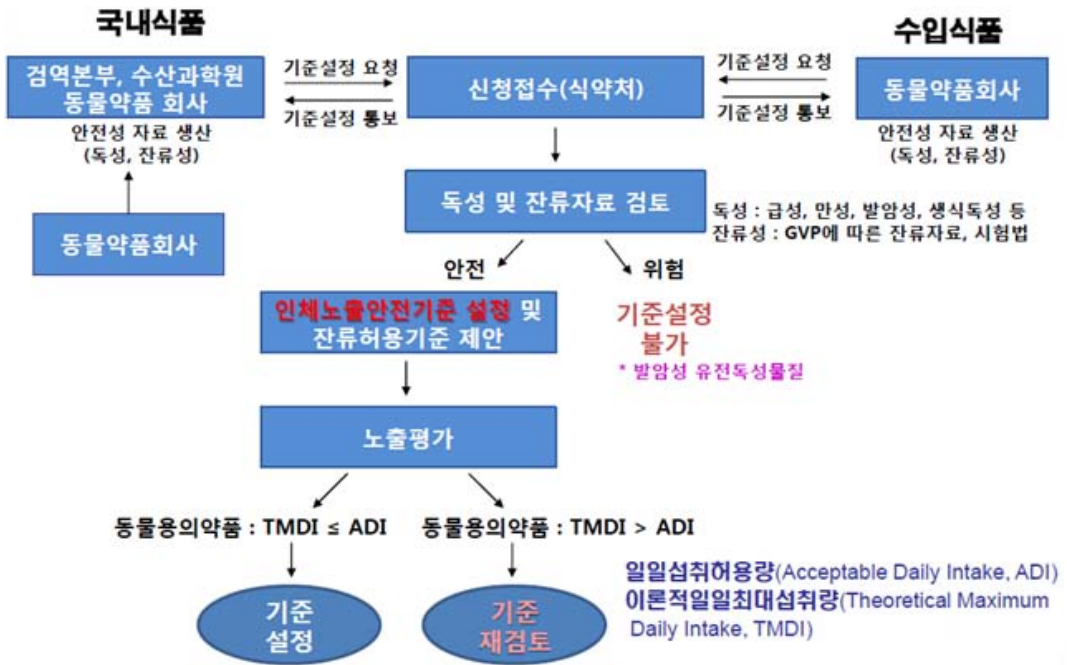 국내식품
수입식품
검역본부, 수산과학원
동물약품 회사
기준설정 요청
기준설정 통보
신청접수(식약처)
기준설정 요청
기준설정 통보
동물약품회사
안전성 자료 생산
(독성, 잔류성)
안전성 자료 생산
(독성, 잔류성)
동물약품회사
독성 및 잔류자료 검토
독성 : 급성, 만성, 발암성, 생식독성 등
잔류성 : GVP에 따른 잔류자료, 시험법
안전
위험
인체노출안전기준 설정 및
잔류허용기준 제안
기준설정
불가
* 발암성 유전독성물질
노출평가
동물용의약품 : TMDI ≤ ADI
동물용의약품 : TMDI > ADI
기준
설정
기준
재검토
일일섭취허용량(Acceptable Daily Intake, ADI)
이론적일일최대섭취량(Theoretical Maximum
Daily Intake, TMDI)